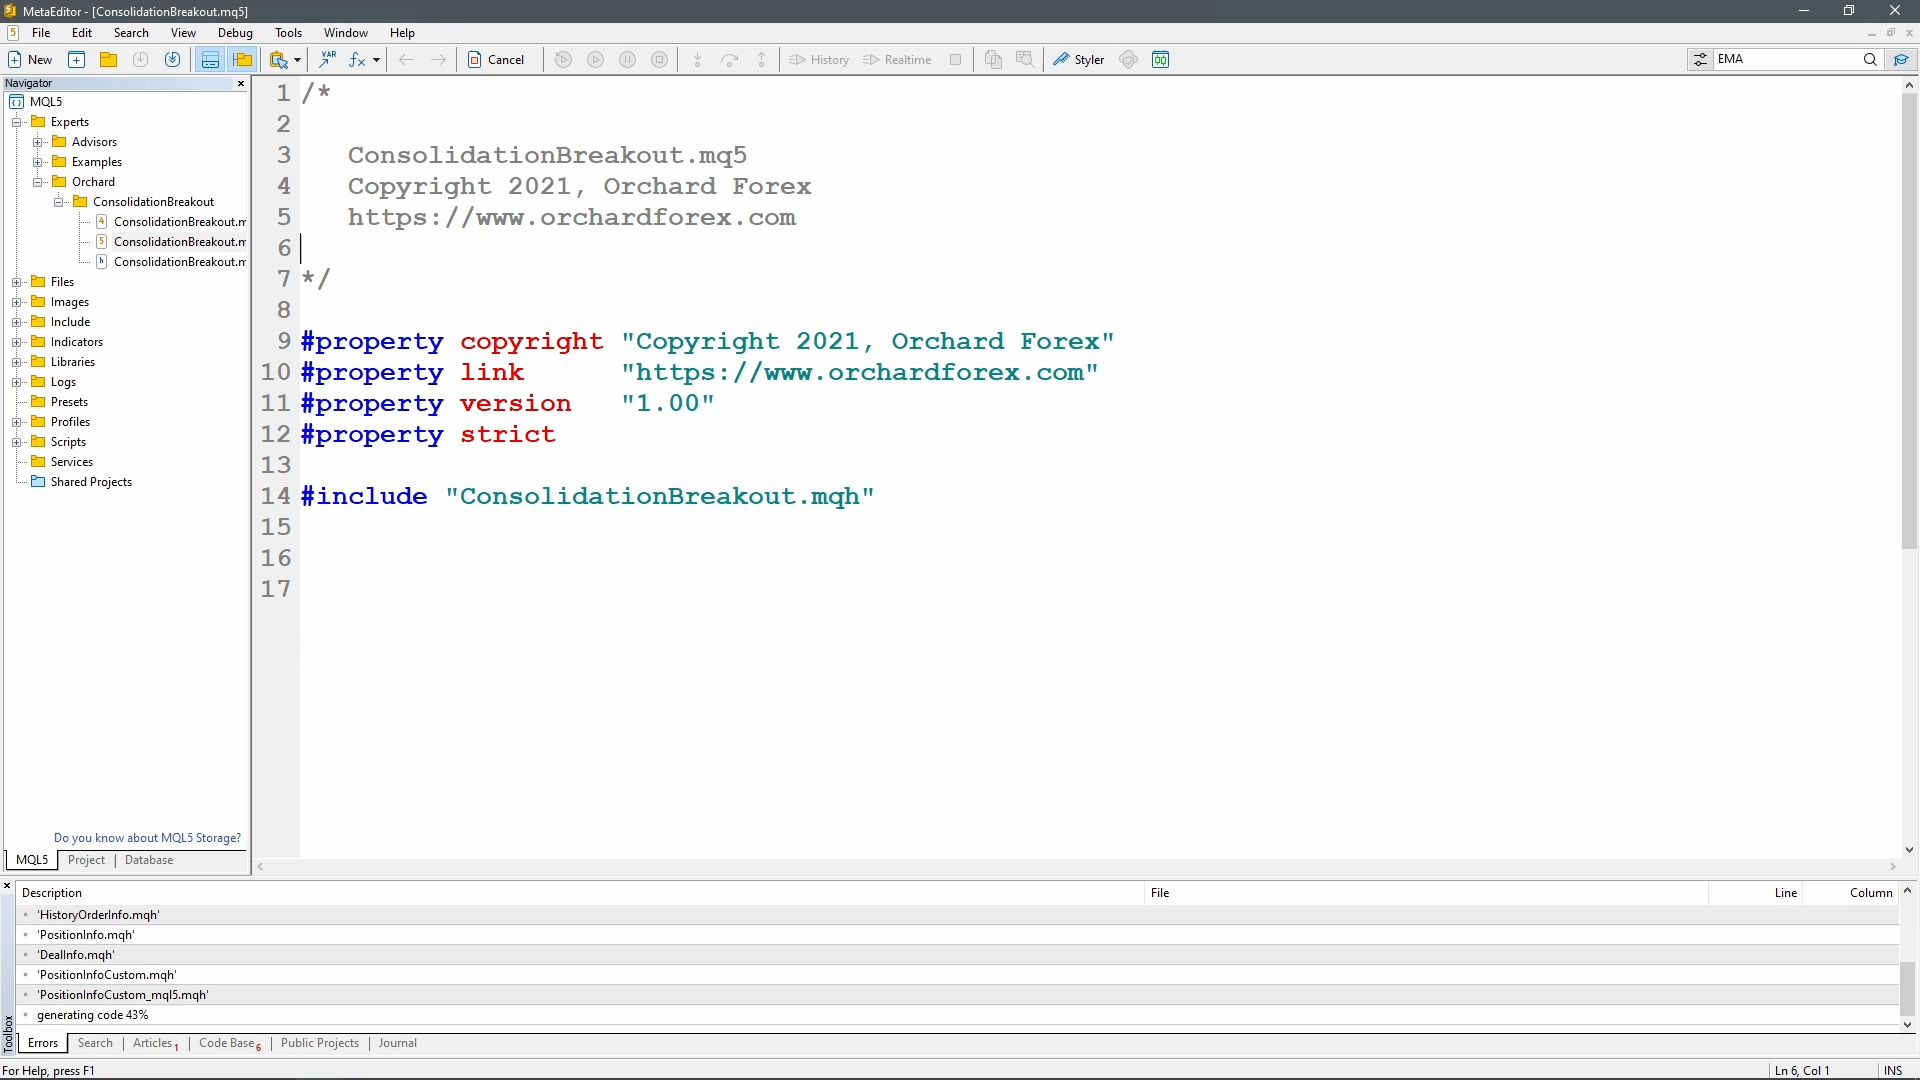 MetaEditor - [ConsolidationBreakout.mq5]
File Edit Search View Debug Tools Window Help
New VAR Cancel History Realtime Styler EMA
Navigator
MQL5
Experts
Advisors
Examples
Orchard
ConsolidationBreakout
ConsolidationBreakout.m
ConsolidationBreakout.m
ConsolidationBreakout.m
Files
Images
Include
Indicators
Libraries
Logs
Presets
Profiles
Scripts
Services
Shared Projects
Do you know about MQL5 Storage?
MQL5 Project Database
1 /*
2
3 ConsolidationBreakout.mq5
4 Copyright 2021, Orchard Forex
5 https://www.orchardforex.com
6
7 */
8
9 #property copyright "Copyright 2021, Orchard Forex"
10 #property link "https://www.orchardforex.com"
11 #property version "1.00"
12 #property strict
13
14 #include "ConsolidationBreakout.mqh"
15
16
17
Description File Line Column
'HistoryOrderInfo.mqh'
'PositionInfo.mqh'
'DealInfo.mqh'
'PositionInfoCustom.mqh'
'PositionInfoCustom_mql5.mqh'
generating code 43%
Toolbox
Errors Search Articles 1 Code Base 6 Public Projects Journal
For Help, press F1 Ln 6, Col 1 INS